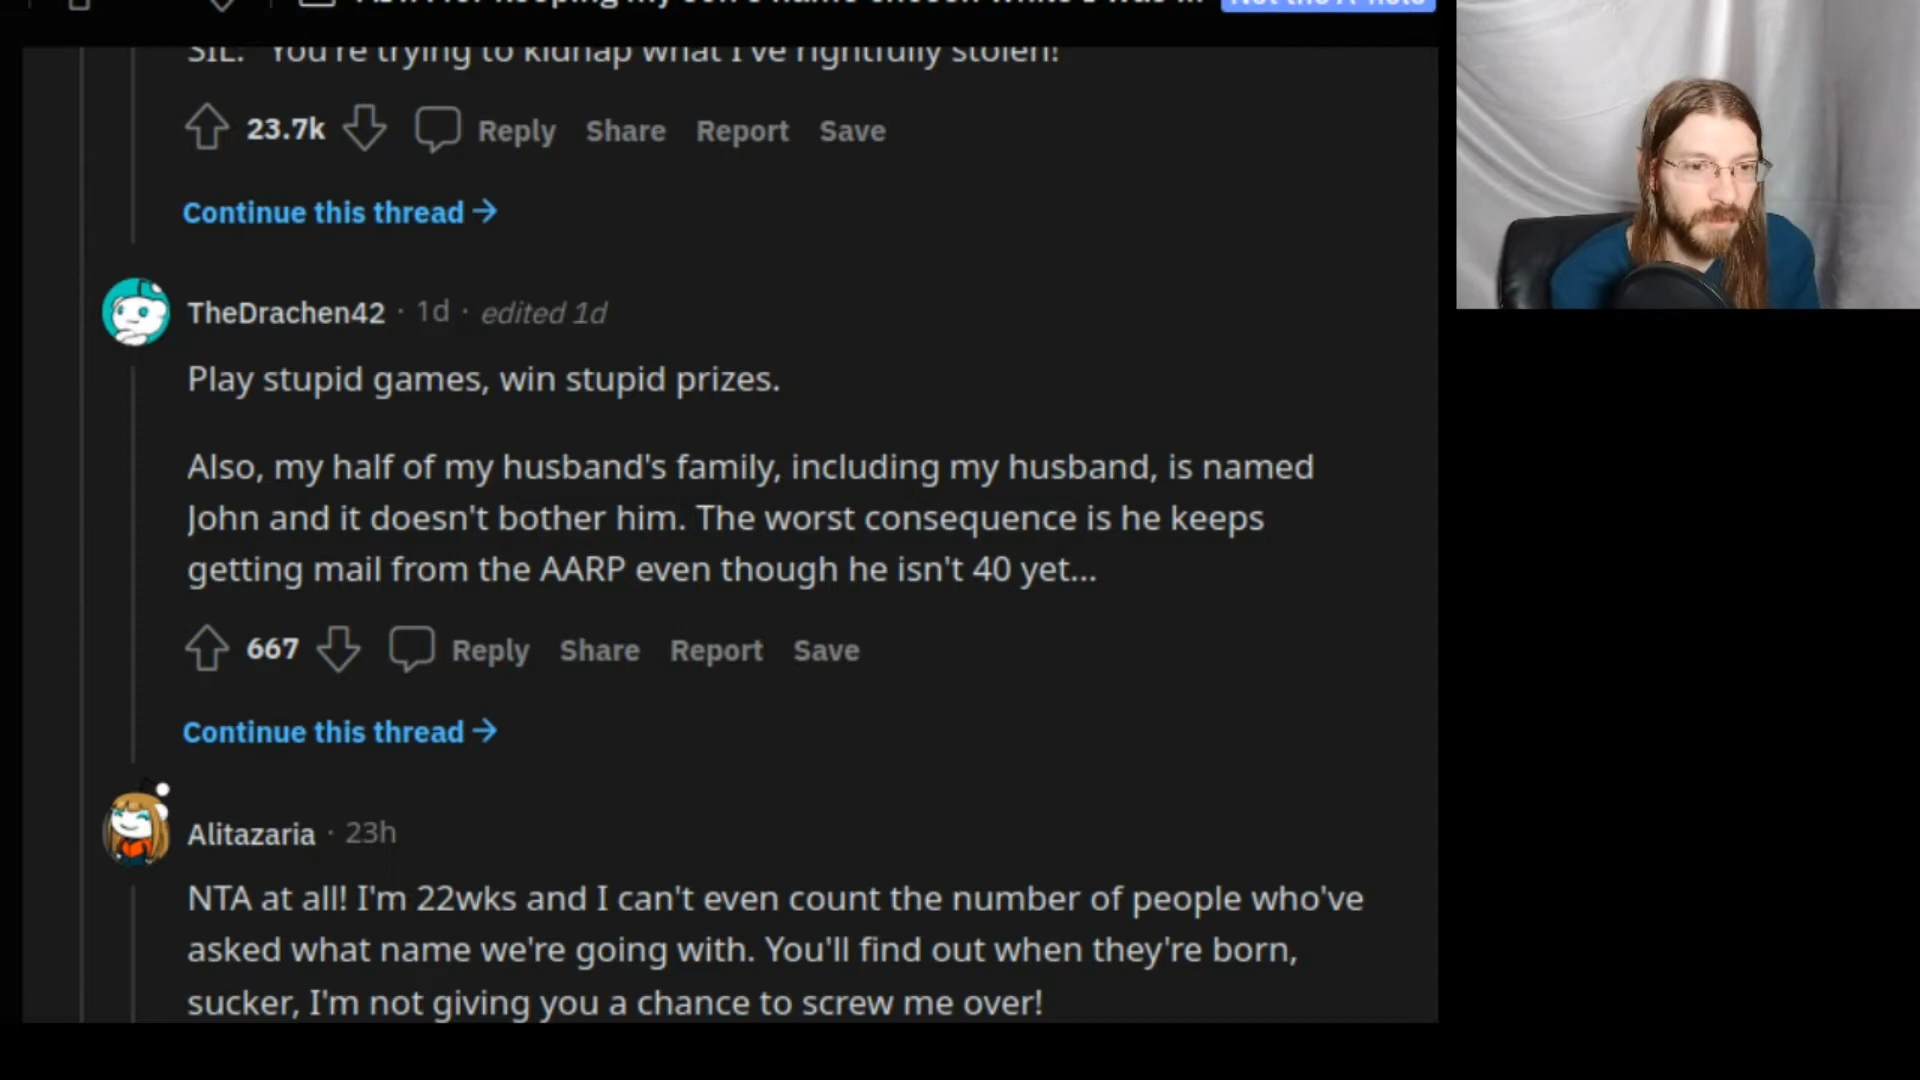 SIL: "You're trying to kidnap what I've rightfully stolen!
23.7k Reply Share Report Save
Continue this thread →
TheDrachen42 · 1d · edited 1d
Play stupid games, win stupid prizes.
Also, my half of my husband's family, including my husband, is named
John and it doesn't bother him. The worst consequence is he keeps
getting mail from the AARP even though he isn't 40 yet...
667 Reply Share Report Save
Continue this thread →
Alitazaria · 23h
NTA at all! I'm 22wks and I can't even count the number of people who've
asked what name we're going with. You'll find out when they're born,
sucker, I'm not giving you a chance to screw me over!